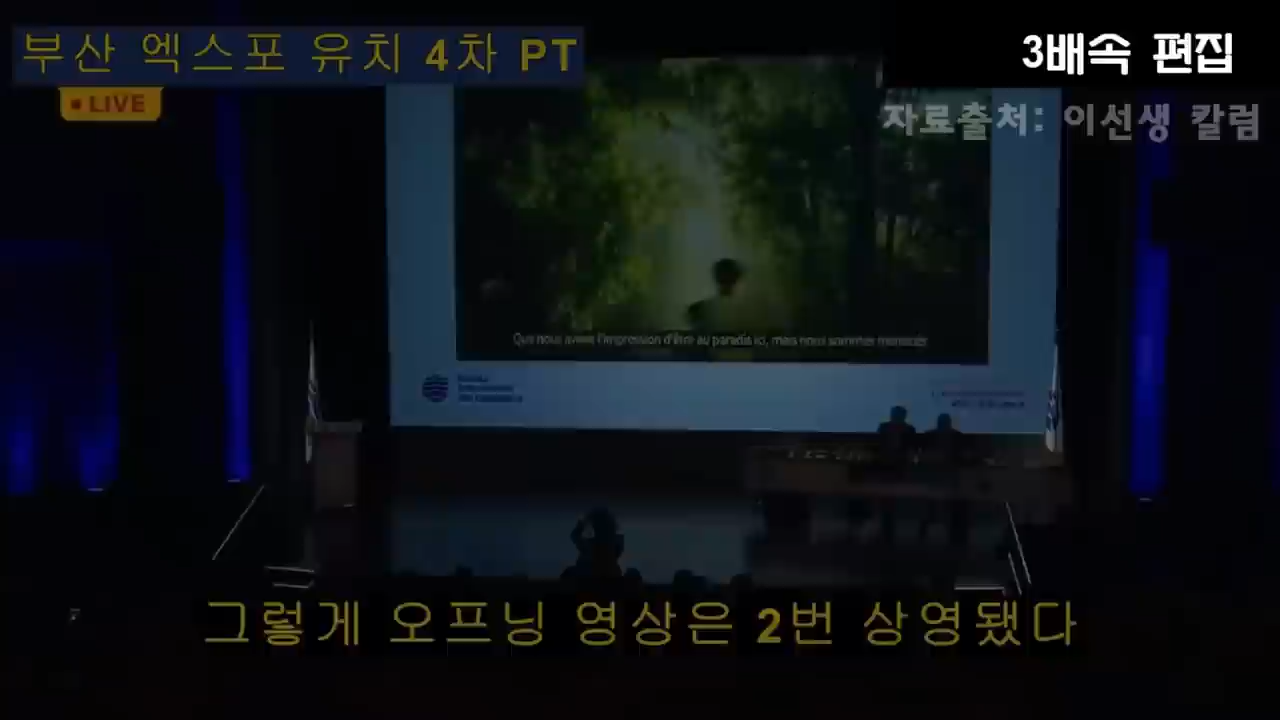 부산 엑스포 유치 4차 PT
3배속 편집
LIVE
자료출처: 이선생 칼럼
Que nous avions l'impression d'être au paradis ici, mais nous sommes menacés
그렇게 오프닝 영상은 2번 상영됐다